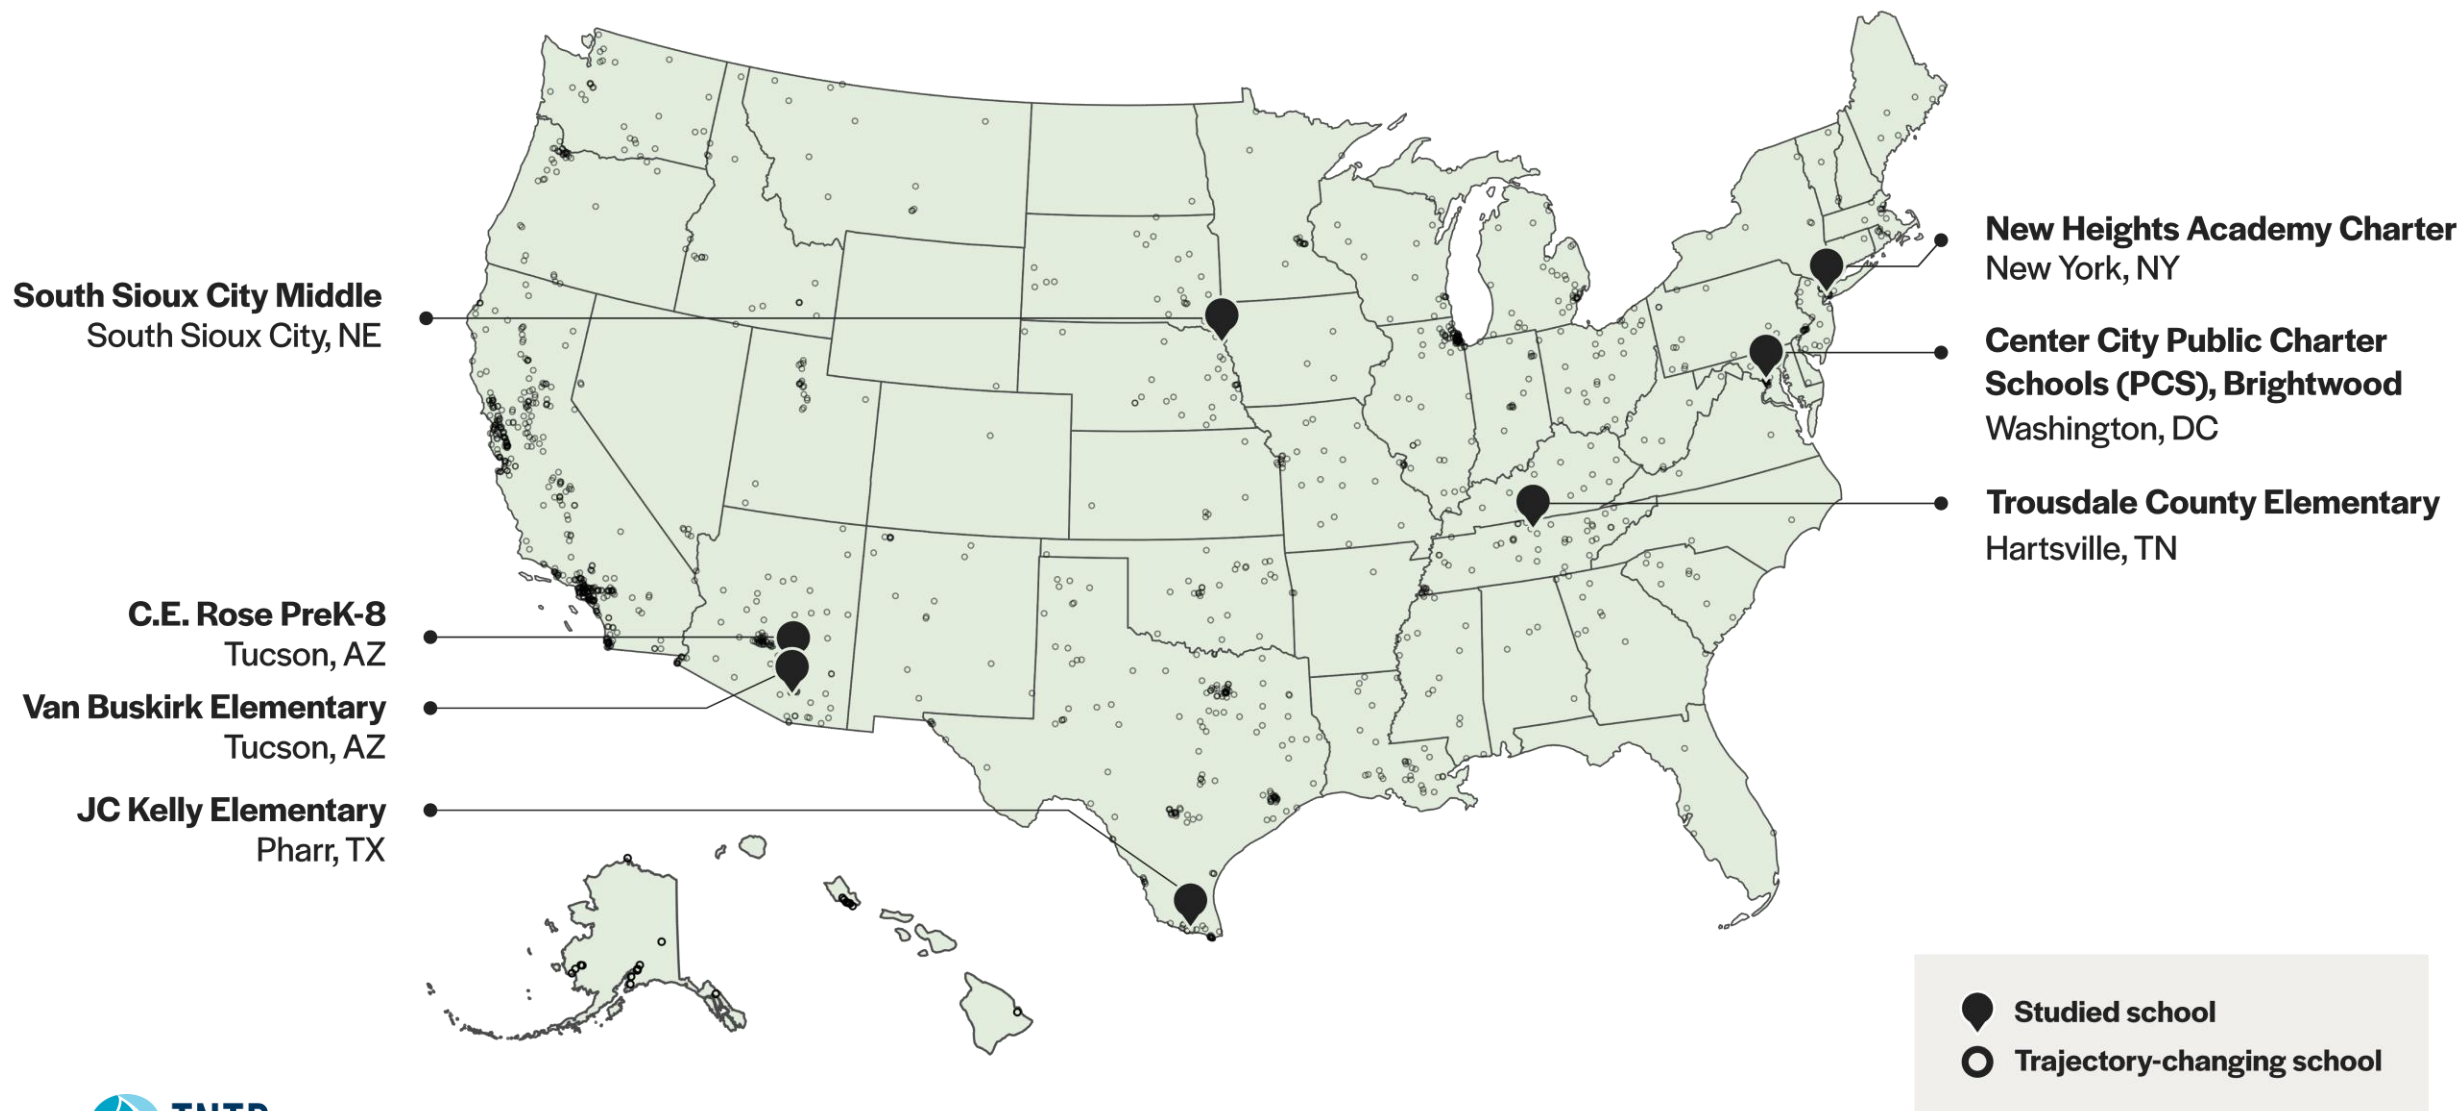 South Sioux City Middle
South Sioux City, NE
C.E. Rose PreK-8
Tucson, AZ
Van Buskirk Elementary
Tucson, AZ
JC Kelly Elementary
Pharr, TX
New Heights Academy Charter
New York, NY
Center City Public Charter
Schools (PCS), Brightwood
Washington, DC
Trousdale County Elementary
Hartsville, TN
Studied school
Trajectory-changing school
TNTP